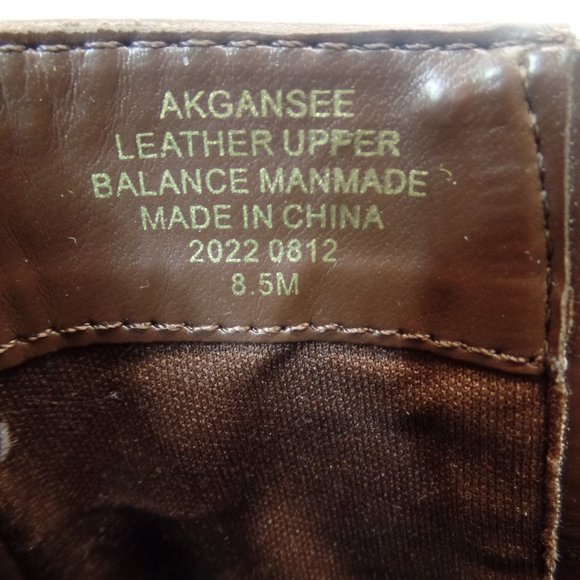 AKGANSEE
LEATHER UPPER
BALANCE MANMADE
MADE IN CHINA
2022 0812
8.5M